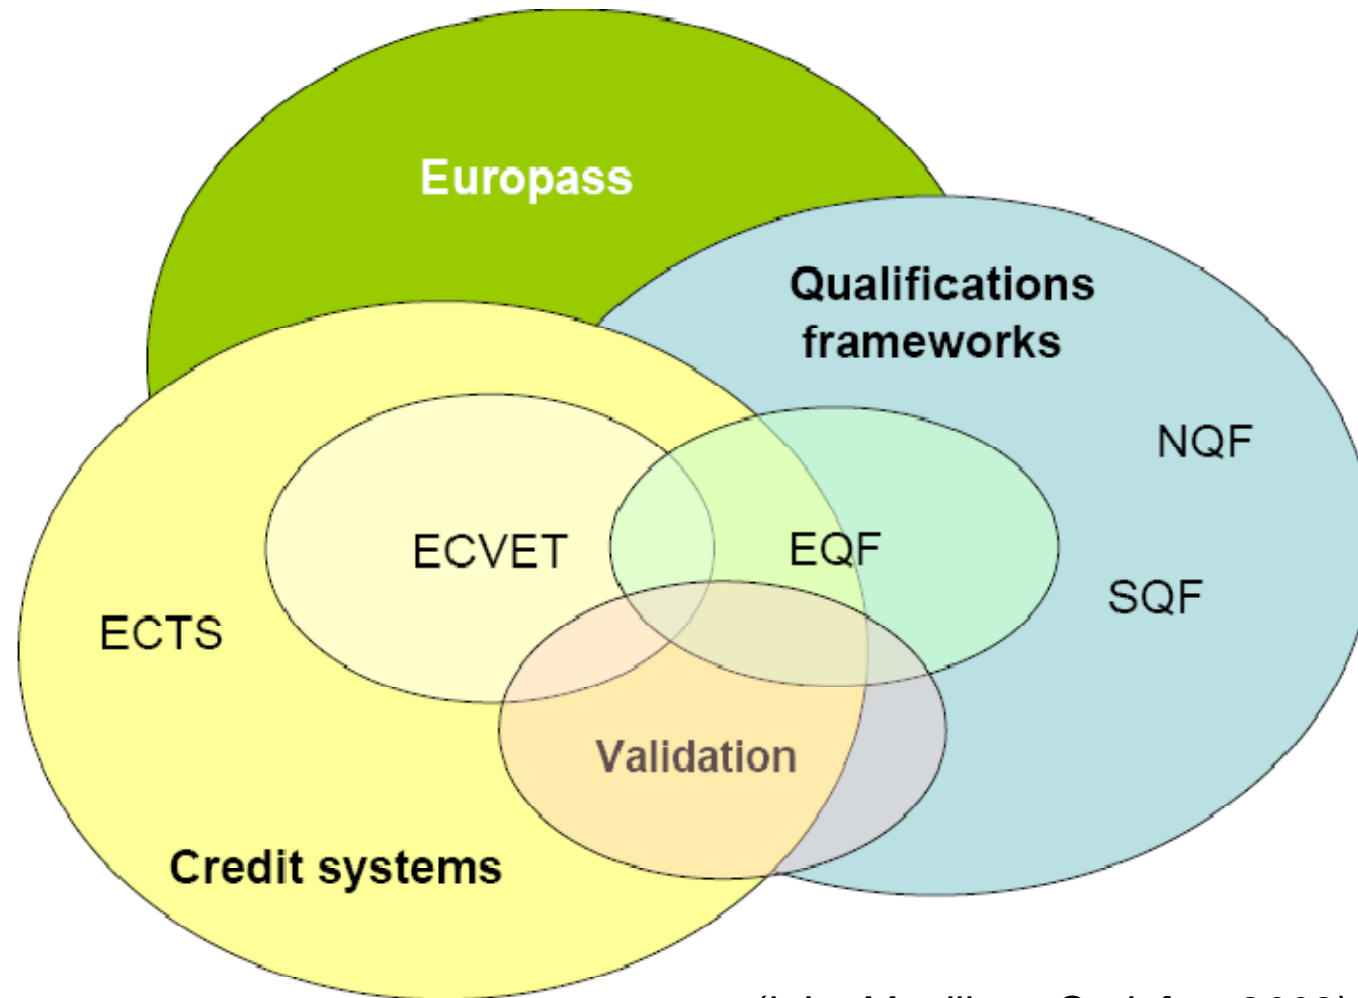 Europass
Qualifications
frameworks
NQF
ECVET
EQF
SQF
ECTS
Validation
Credit systems